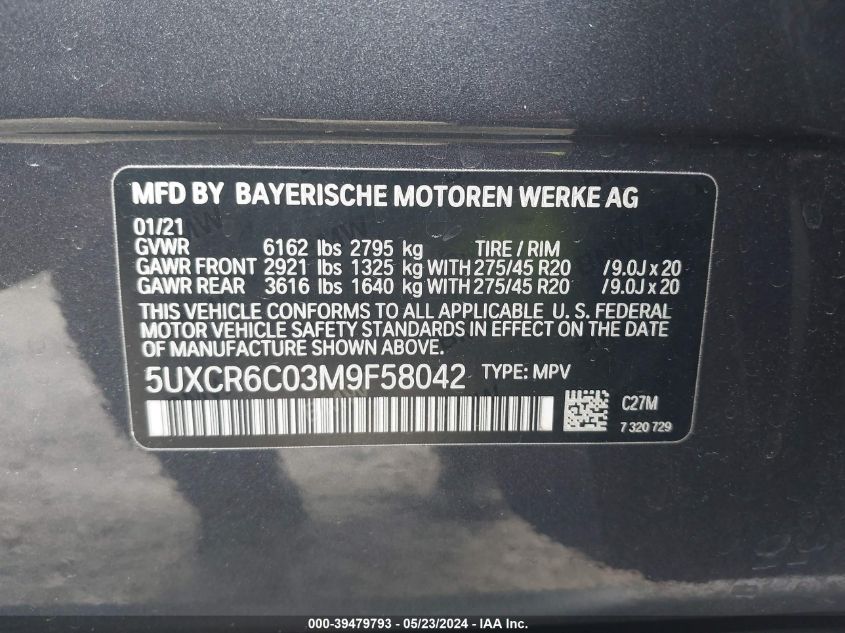 MFD BY BAYERISCHE MOTOREN WERKE AG
01/21
GVWR 6162 lbs 2795 kg TIRE / RIM
GAWR FRONT 2921 lbs 1325 kg WITH 275/45 R20 /9.0J x 20
GAWR REAR 3616 lbs 1640 kg WITH 275/45 R20 /9.0J x 20
THIS VEHICLE CONFORMS TO ALL APPLICABLE U. S. FEDERAL
MOTOR VEHICLE SAFETY STANDARDS IN EFFECT ON THE DATE
OF MANUFACTURE SHOWN ABOVE.
5UXCR6C03M9F58042 TYPE: MPV
C27M
7 320 729
000-39479793 - 05/23/2024 - IAA Inc.